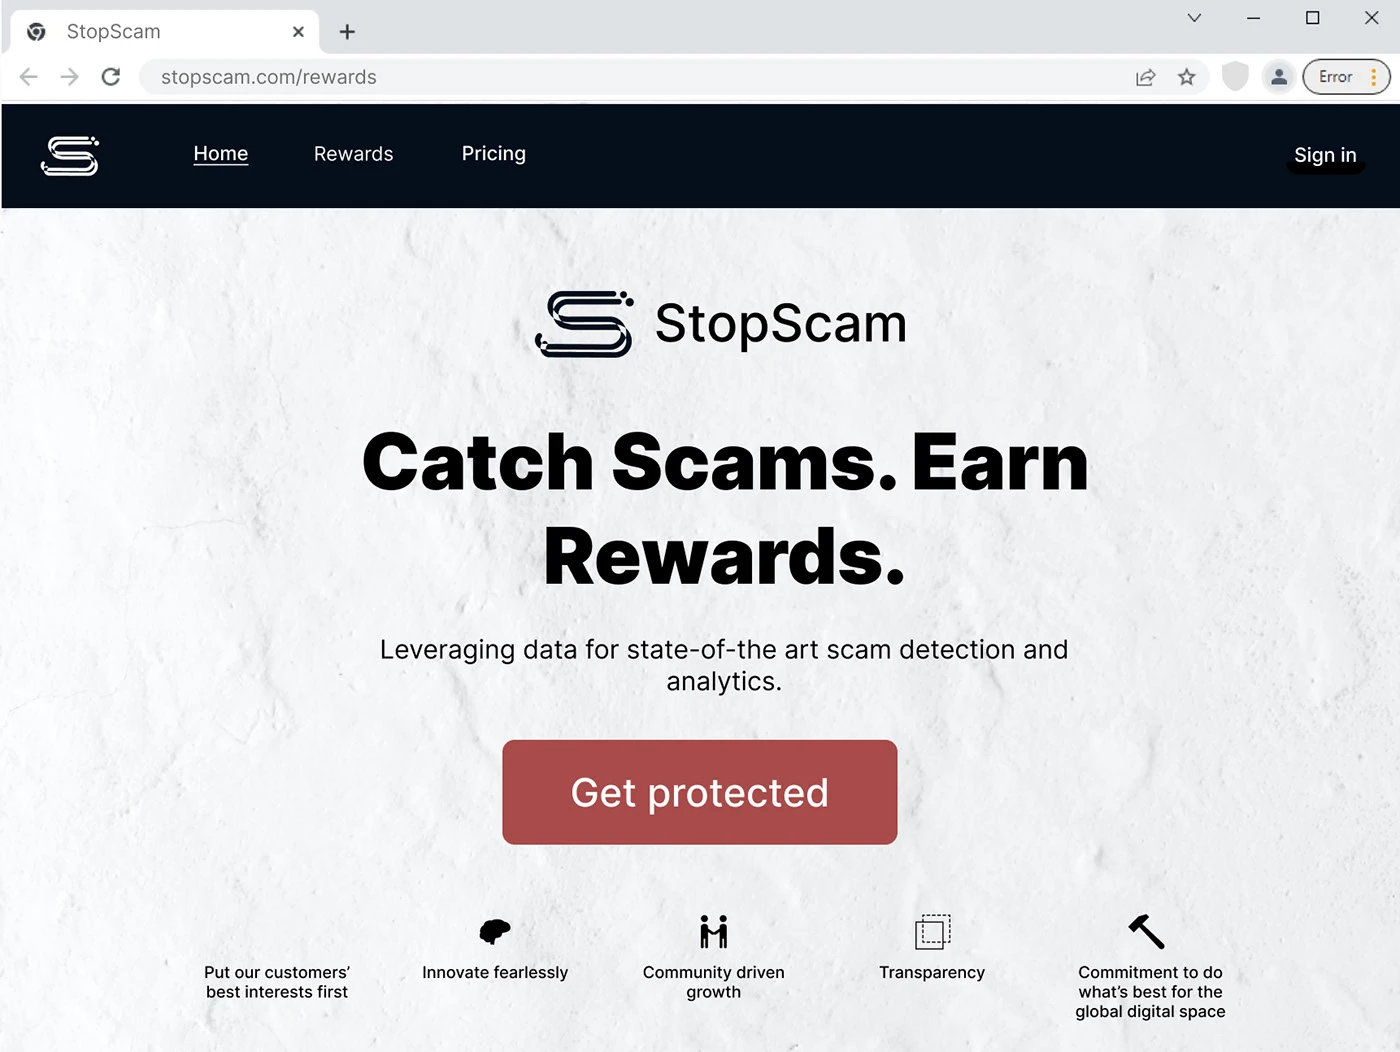 StopScam
stopscam.com/rewards
Error
Home
Rewards
Pricing
Sign in
StopScam
Catch Scams. Earn
Rewards.
Leveraging data for state-of-the art scam detection and
analytics.
Get protected
Put our customers’
best interests first
Innovate fearlessly
Community driven
growth
Transparency
Commitment to do
what’s best for the
global digital space